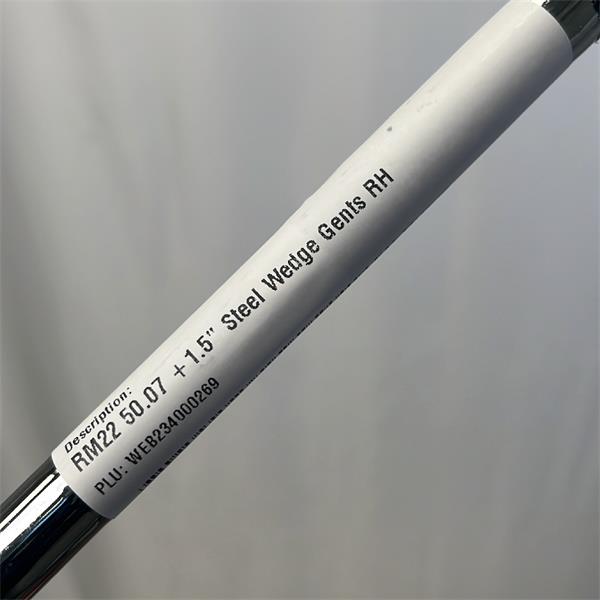 Description:
RM22 50.07 +1.5" Steel Wedge Gents RH
PLU: WEB234000269